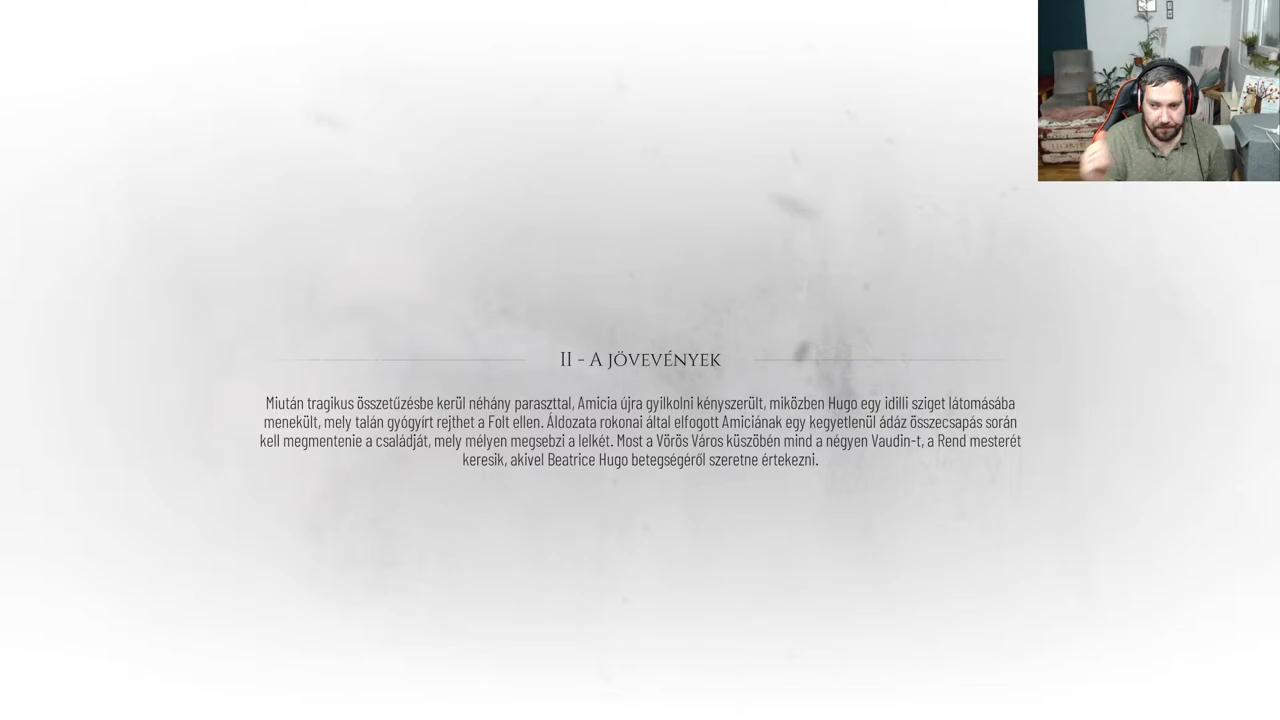 II - A JÖVEVÉNYEK
Miután tragikus összetűzésbe kerül néhány paraszttal, Amicia újra gyilkolni kényszerült, miközben Hugo egy idilli sziget látomásába
menekült, mely talán gyógyírt rejthet a Folt ellen. Áldozata rokonai által elfogott Amiciának egy kegyetlenül ádáz összecsapás során
kell megmentenie a családját, mely mélyen megsebzi a lelkét. Most a Vörös Város küszöbén mind a négyen Vaudin-t, a Rend mesterét
keresik, akivel Beatrice Hugo betegségéről szeretne értekezni.